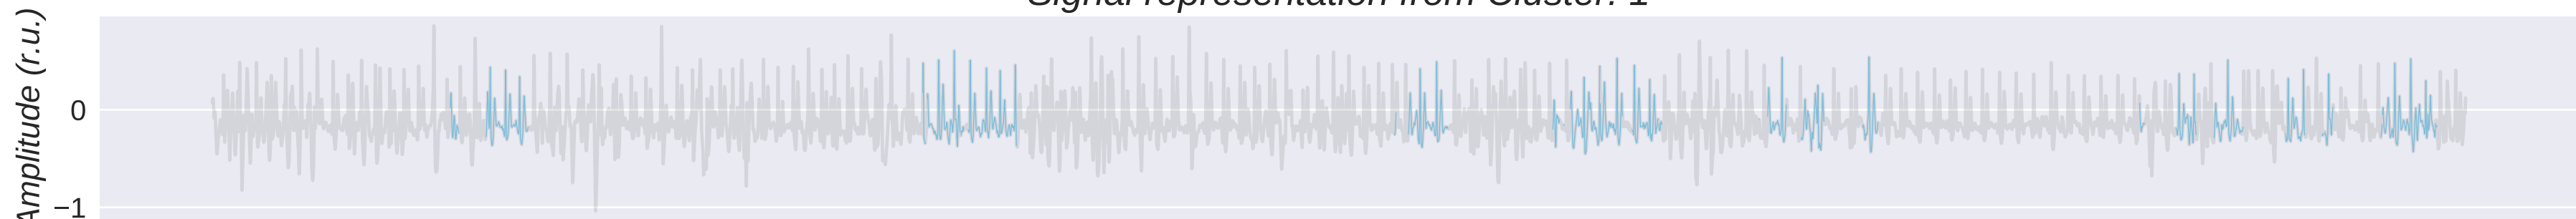 Signal representation from Cluster: 1
Amplitude (r.u.)
0
−1